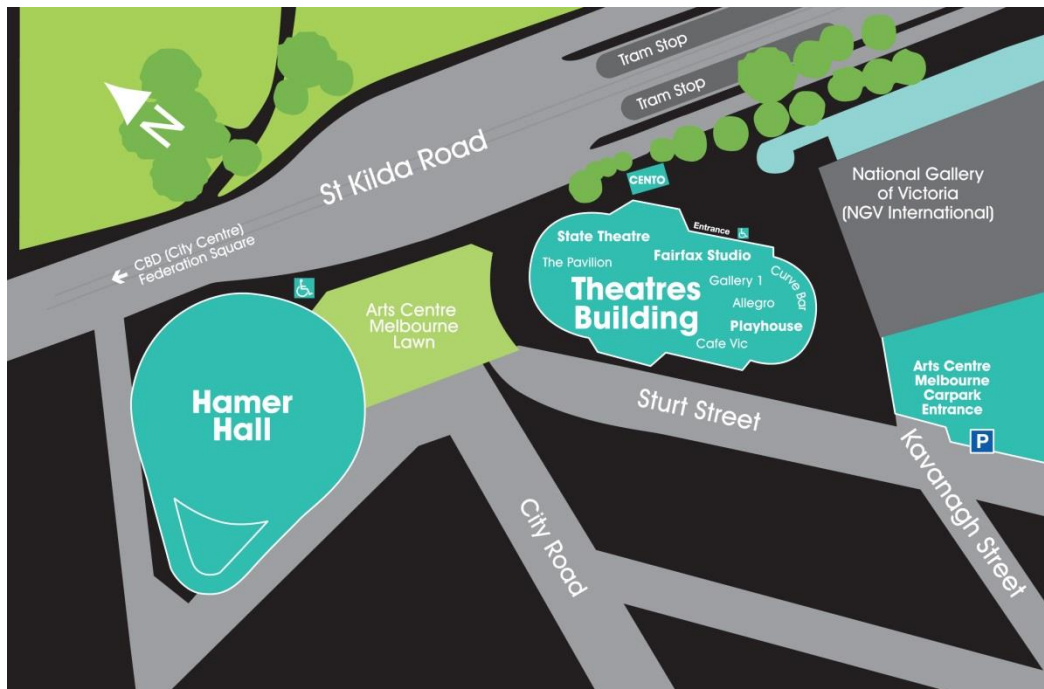 N
Tram Stop
Tram Stop
St Kilda Road
CENTO
National Gallery
of Victoria
(NGV International)
← CBD (City Centre)
Federation Square
Entrance
State Theatre
The Pavilion
Fairfax Studio
Gallery 1
Curve Bar
Theatres
Building
Allegro
Playhouse
Cafe Vic
Arts Centre
Melbourne
Lawn
Hamer
Hall
Sturt Street
Arts Centre
Melbourne
Carpark
Entrance
P
Kavanagh Street
City Road